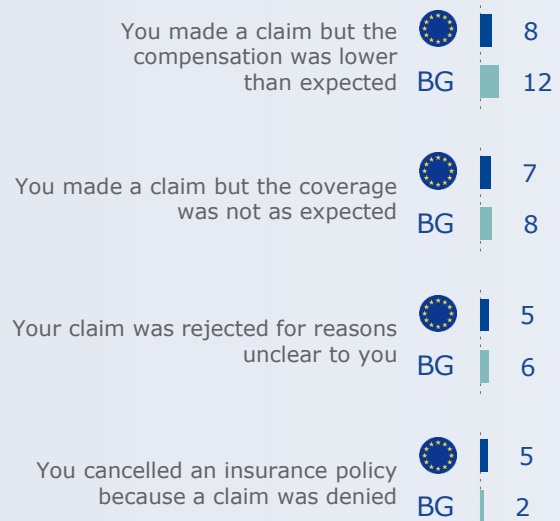 You made a claim but the
compensation was lower
than expected
8
BG 12
You made a claim but the coverage
was not as expected
7
BG 8
Your claim was rejected for reasons
unclear to you
5
BG 6
You cancelled an insurance policy
because a claim was denied
5
BG 2